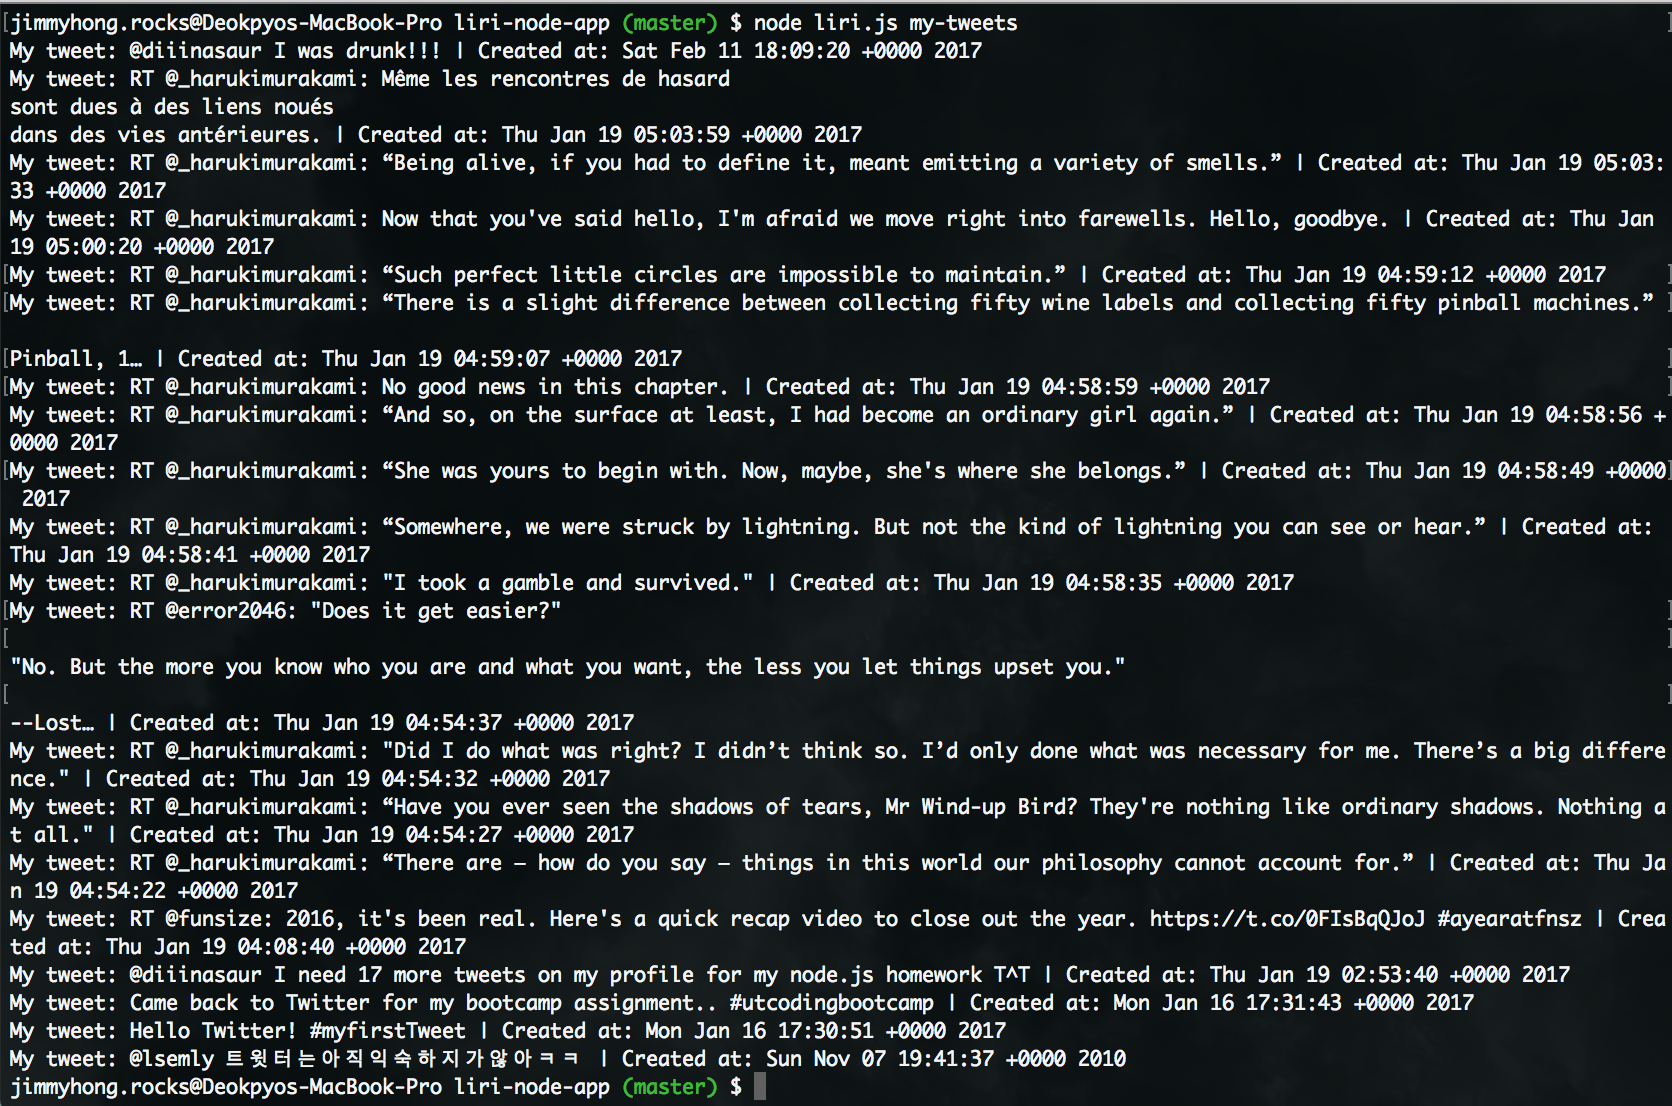 jimmyhong.rocks@Deokpyos-MacBook-Pro liri-node-app (master) $ node liri.js my-tweets
My tweet: @diiinasaur I was drunk!!! | Created at: Sat Feb 11 18:09:20 +0000 2017
My tweet: RT @_harukimurakami: Même les rencontres de hasard
sont dues à des liens noués
dans des vies antérieures. | Created at: Thu Jan 19 05:03:59 +0000 2017
My tweet: RT @_harukimurakami: “Being alive, if you had to define it, meant emitting a variety of smells.” | Created at: Thu Jan 19 05:03:
33 +0000 2017
My tweet: RT @_harukimurakami: Now that you've said hello, I'm afraid we move right into farewells. Hello, goodbye. | Created at: Thu Jan
19 05:00:20 +0000 2017
My tweet: RT @_harukimurakami: “Such perfect little circles are impossible to maintain.” | Created at: Thu Jan 19 04:59:12 +0000 2017
My tweet: RT @_harukimurakami: “There is a slight difference between collecting fifty wine labels and collecting fifty pinball machines.”
Pinball, 1… | Created at: Thu Jan 19 04:59:07 +0000 2017
My tweet: RT @_harukimurakami: No good news in this chapter. | Created at: Thu Jan 19 04:58:59 +0000 2017
My tweet: RT @_harukimurakami: “And so, on the surface at least, I had become an ordinary girl again.” | Created at: Thu Jan 19 04:58:56 +
0000 2017
My tweet: RT @_harukimurakami: “She was yours to begin with. Now, maybe, she's where she belongs.” | Created at: Thu Jan 19 04:58:49 +0000
2017
My tweet: RT @_harukimurakami: “Somewhere, we were struck by lightning. But not the kind of lightning you can see or hear.” | Created at:
Thu Jan 19 04:58:41 +0000 2017
My tweet: RT @_harukimurakami: "I took a gamble and survived." | Created at: Thu Jan 19 04:58:35 +0000 2017
My tweet: RT @error2046: "Does it get easier?"
"No. But the more you know who you are and what you want, the less you let things upset you."
--Lost… | Created at: Thu Jan 19 04:54:37 +0000 2017
My tweet: RT @_harukimurakami: "Did I do what was right? I didn’t think so. I’d only done what was necessary for me. There’s a big differe
nce." | Created at: Thu Jan 19 04:54:32 +0000 2017
My tweet: RT @_harukimurakami: “Have you ever seen the shadows of tears, Mr Wind-up Bird? They're nothing like ordinary shadows. Nothing a
t all." | Created at: Thu Jan 19 04:54:27 +0000 2017
My tweet: RT @_harukimurakami: “There are – how do you say – things in this world our philosophy cannot account for.” | Created at: Thu Ja
n 19 04:54:22 +0000 2017
My tweet: RT @funsize: 2016, it's been real. Here's a quick recap video to close out the year. https://t.co/0FIsBqQJoJ #ayearatfnsz | Crea
ted at: Thu Jan 19 04:08:40 +0000 2017
My tweet: @diiinasaur I need 17 more tweets on my profile for my node.js homework T^T | Created at: Thu Jan 19 02:53:40 +0000 2017
My tweet: Came back to Twitter for my bootcamp assignment.. #utcodingbootcamp | Created at: Mon Jan 16 17:31:43 +0000 2017
My tweet: Hello Twitter! #myfirstTweet | Created at: Mon Jan 16 17:30:51 +0000 2017
My tweet: @lsemly 트윗터는아직익숙하지가않아ㅋㅋ | Created at: Sun Nov 07 19:41:37 +0000 2010
jimmyhong.rocks@Deokpyos-MacBook-Pro liri-node-app (master) $